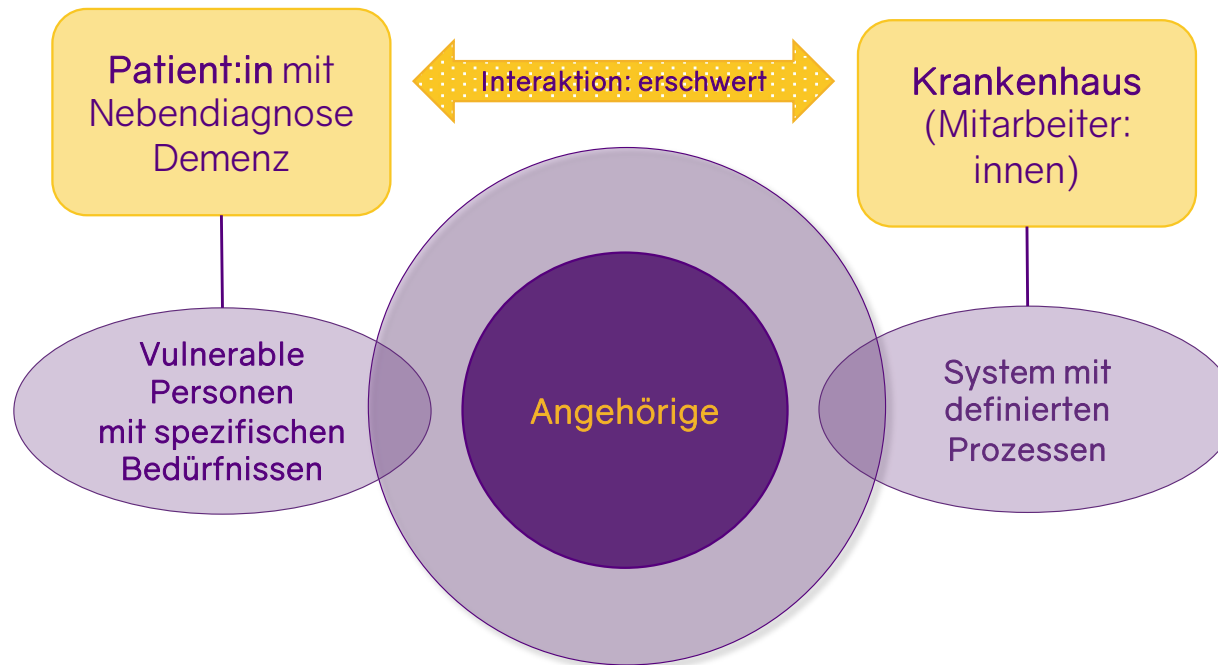 Patient:in mit
Nebendiagnose
Demenz
Interaktion: erschwert
Krankenhaus
(Mitarbeiter:
innen)
Vulnerable
Personen
mit spezifischen
Bedürfnissen
Angehörige
System mit
definierten
Prozessen